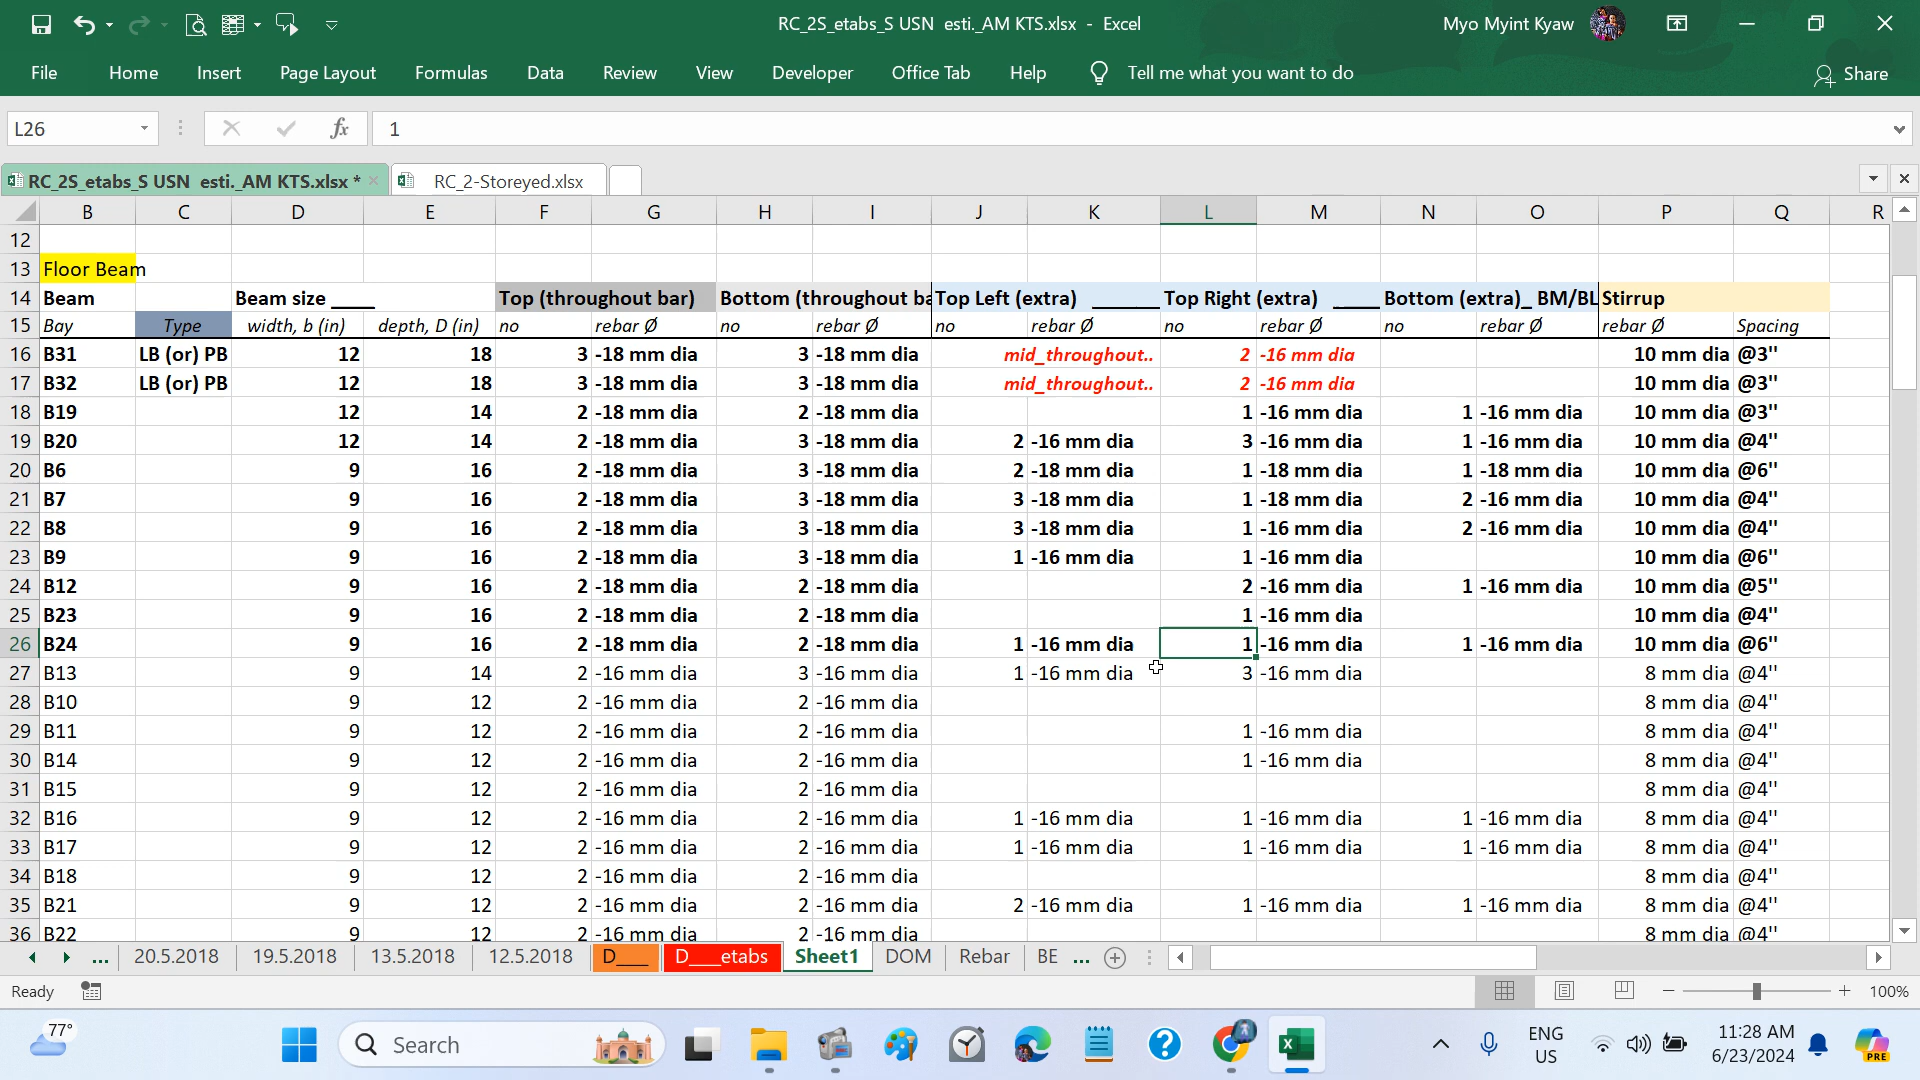 RC_2S_etabs_S USN esti._AM KTS.xlsx - Excel
Myo Myint Kyaw
File Home Insert Page Layout Formulas Data Review View Developer Office Tab Help Tell me what you want to do Share
L26 fx 1
RC_2S_etabs_S USN esti._AM KTS.xlsx * RC_2-Storeyed.xlsx
B C D E F G H I J K L M N O P Q R
12
13 Floor Beam
14 Beam Beam size ____ Top (throughout bar) Bottom (throughout ba Top Left (extra) ______ Top Right (extra) ____ Bottom (extra)_ BM/BL Stirrup
15 Bay Type width, b (in) depth, D (in) no rebar Ø no rebar Ø no rebar Ø no rebar Ø no rebar Ø rebar Ø Spacing
16 B31 LB (or) PB 12 18 3 -18 mm dia 3 -18 mm dia mid_throughout.. 2 -16 mm dia 10 mm dia @3"
17 B32 LB (or) PB 12 18 3 -18 mm dia 3 -18 mm dia mid_throughout.. 2 -16 mm dia 10 mm dia @3"
18 B19 12 14 2 -18 mm dia 2 -18 mm dia 1 -16 mm dia 1 -16 mm dia 10 mm dia @3"
19 B20 12 14 2 -18 mm dia 3 -18 mm dia 2 -16 mm dia 3 -16 mm dia 1 -16 mm dia 10 mm dia @4"
20 B6 9 16 2 -18 mm dia 3 -18 mm dia 2 -18 mm dia 1 -18 mm dia 1 -18 mm dia 10 mm dia @6"
21 B7 9 16 2 -18 mm dia 3 -18 mm dia 3 -18 mm dia 1 -18 mm dia 2 -16 mm dia 10 mm dia @4"
22 B8 9 16 2 -18 mm dia 3 -18 mm dia 3 -18 mm dia 1 -16 mm dia 2 -16 mm dia 10 mm dia @4"
23 B9 9 16 2 -18 mm dia 3 -18 mm dia 1 -16 mm dia 1 -16 mm dia 10 mm dia @6"
24 B12 9 16 2 -18 mm dia 2 -18 mm dia 2 -16 mm dia 1 -16 mm dia 10 mm dia @5"
25 B23 9 16 2 -18 mm dia 2 -18 mm dia 1 -16 mm dia 10 mm dia @4"
26 B24 9 16 2 -18 mm dia 2 -18 mm dia 1 -16 mm dia 1 -16 mm dia 1 -16 mm dia 10 mm dia @6"
27 B13 9 14 2 -16 mm dia 3 -16 mm dia 1 -16 mm dia 3 -16 mm dia 8 mm dia @4"
28 B10 9 12 2 -16 mm dia 2 -16 mm dia 8 mm dia @4"
29 B11 9 12 2 -16 mm dia 2 -16 mm dia 1 -16 mm dia 8 mm dia @4"
30 B14 9 12 2 -16 mm dia 2 -16 mm dia 1 -16 mm dia 8 mm dia @4"
31 B15 9 12 2 -16 mm dia 2 -16 mm dia 8 mm dia @4"
32 B16 9 12 2 -16 mm dia 2 -16 mm dia 1 -16 mm dia 1 -16 mm dia 1 -16 mm dia 8 mm dia @4"
33 B17 9 12 2 -16 mm dia 2 -16 mm dia 1 -16 mm dia 1 -16 mm dia 1 -16 mm dia 8 mm dia @4"
34 B18 9 12 2 -16 mm dia 2 -16 mm dia 8 mm dia @4"
35 B21 9 12 2 -16 mm dia 2 -16 mm dia 2 -16 mm dia 1 -16 mm dia 1 -16 mm dia 8 mm dia @4"
36 B22 9 12 2 -16 mm dia 2 -16 mm dia 8 mm dia @4"
... 20.5.2018 19.5.2018 13.5.2018 12.5.2018 D___ D___etabs Sheet1 DOM Rebar BE ...
Ready 100%
77° Search ENG 11:28 AM
US 6/23/2024 PRE